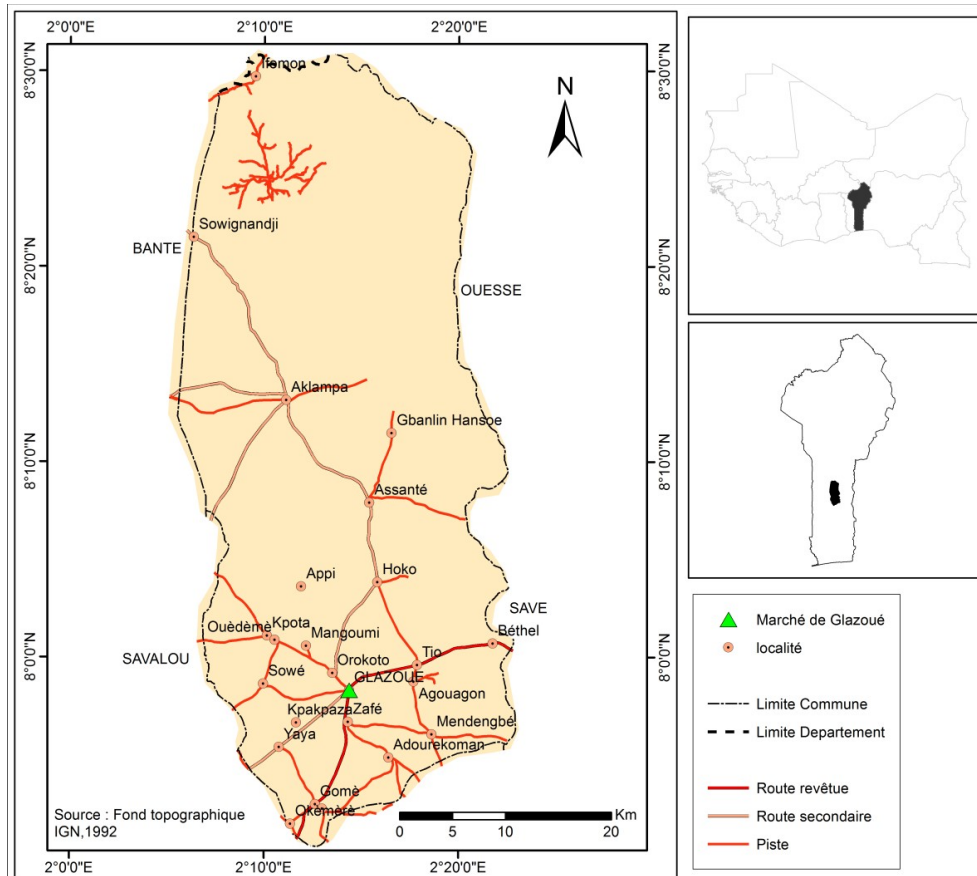 2°0'0"E
2°10'0"E
2°20'0"E
8°30'0"N
8°30'0"N
Ifemon
N
Sowignandji
BANTE
8°20'0"N
8°20'0"N
OUESSE
Aklampa
Gbanlin Hansoe
8°10'0"N
8°10'0"N
Assanté
Appi
Hoko
SAVE
Ouèdèmè
Kpota
Mangoumi
Béthel
SAVALOU
8°0'0"N
8°0'0"N
Orokoto
Tio
Sowé
GLAZOUE
Agouagon
Kpakpaza
Zafé
Mendengbé
Yaya
Adourekoman
Gomè
Okèmèrè
Source : Fond topographique
IGN,1992
Km
0 5 10 20
2°0'0"E
2°10'0"E
2°20'0"E
Marché de Glazoué
localité
Limite Commune
Limite Departement
Route revêtue
Route secondaire
Piste